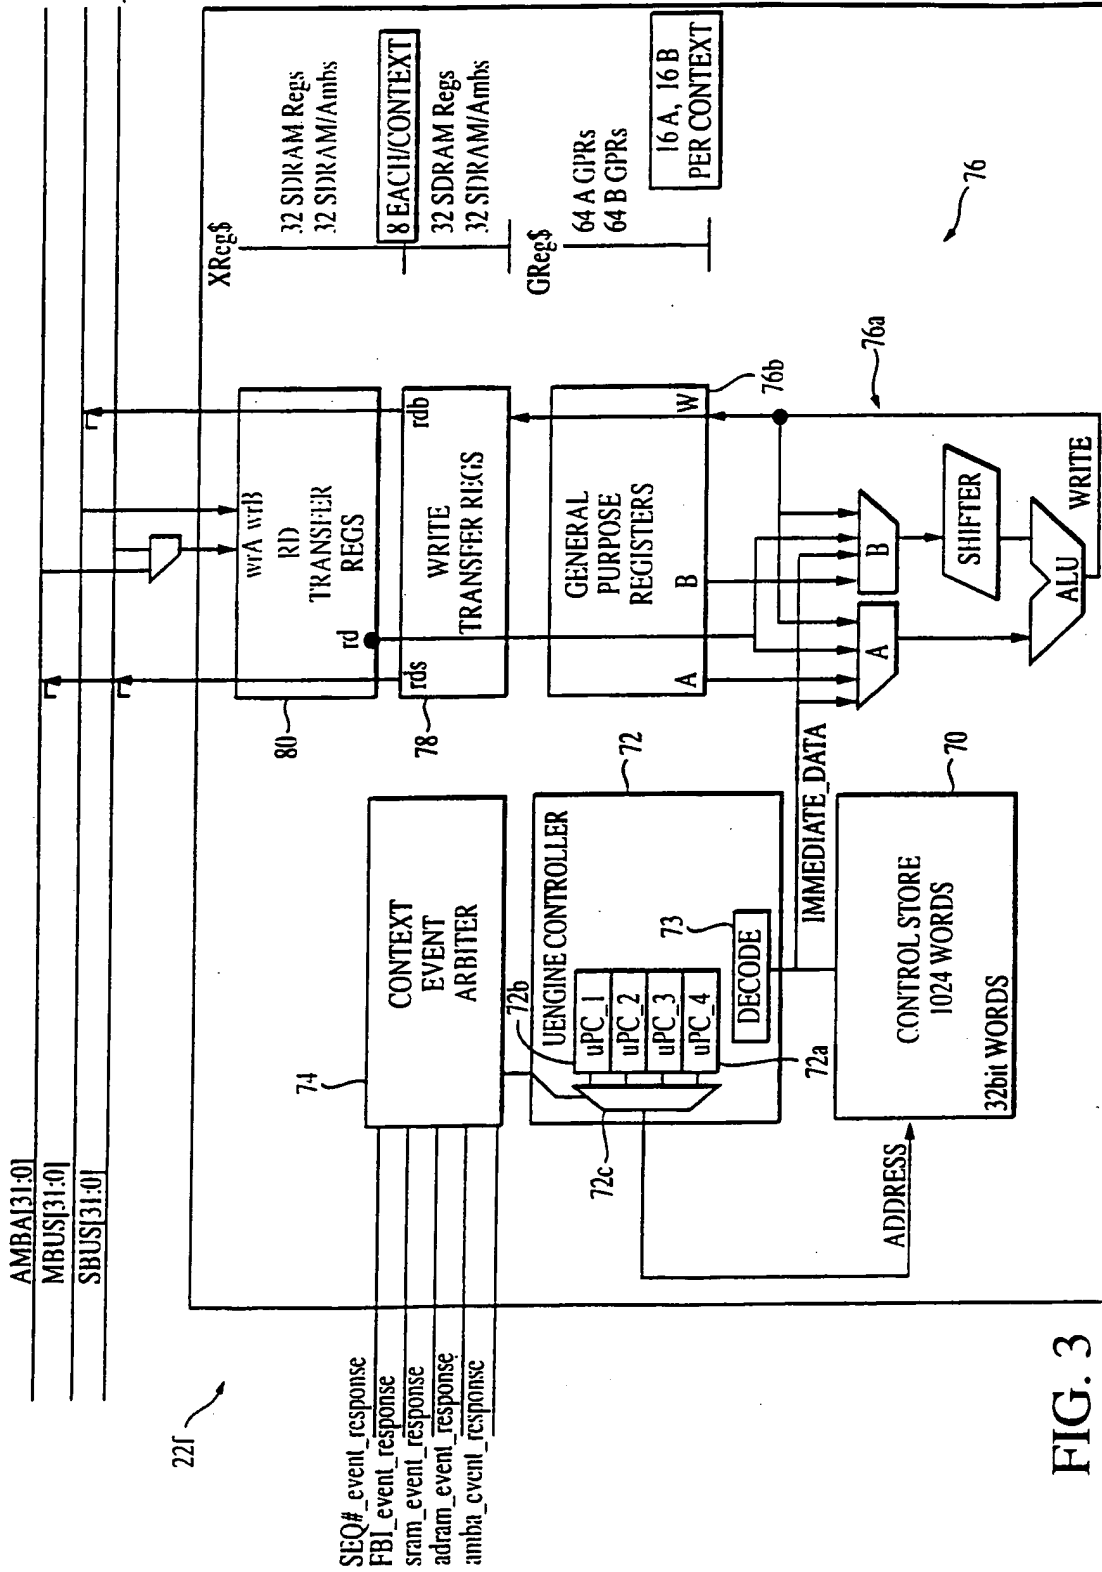 AMBA[31:0]
MBUS[31:0]
SBUS[31:0]
22f
SEQ#_event_response
FBI_event_response
sram_event_response
adram_event_response
amba_event_response
74
CONTEXT
EVENT
ARBITER
72b
UENGINE CONTROLLER
72
uPC_1
uPC_2
uPC_3
uPC_4
72a
72c
73
DECODE
IMMEDIATE_DATA
ADDRESS
70
CONTROL STORE
1024 WORDS
32bit WORDS
80
wrA wrB
RD
TRANSFER
REGS
rd
78
rds
rdb
WRITE
TRANSFER REGS
GENERAL
PURPOSE
REGISTERS
A
B
W
76b
A
B
76a
SHIFTER
ALU
WRITE
XReg$
32 SDRAM Regs
32 SDRAM/Ambs
8 EACH/CONTEXT
32 SDRAM Regs
32 SDRAM/Ambs
GReg$
64 A GPRs
64 B GPRs
16 A, 16 B
PER CONTEXT
76
FIG. 3